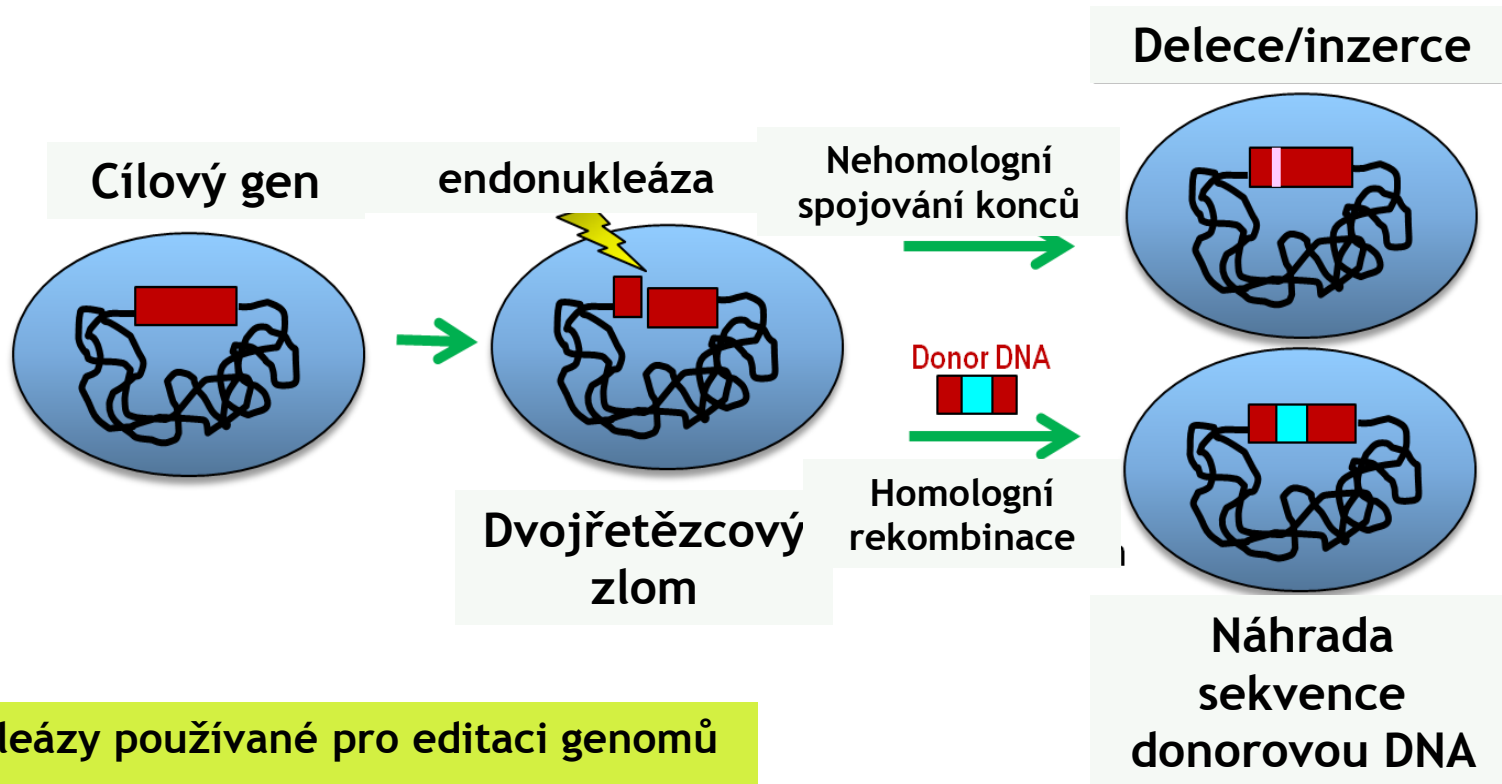 Delece/inzerce
Cílový gen
endonukleáza
Nehomologní
spojování konců
Donor DNA
Dvojřetězcový
zlom
Homologní
rekombinace
Náhrada
sekvence
donorovou DNA
používané pro editaci genomů